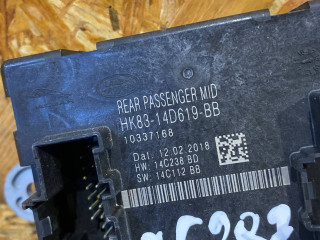 REAR PASSENGER MID
HK83-14D619-BB
10337168
Dat: 12.02.2018
HW: 14C238 BD
SW: 14C112 BB